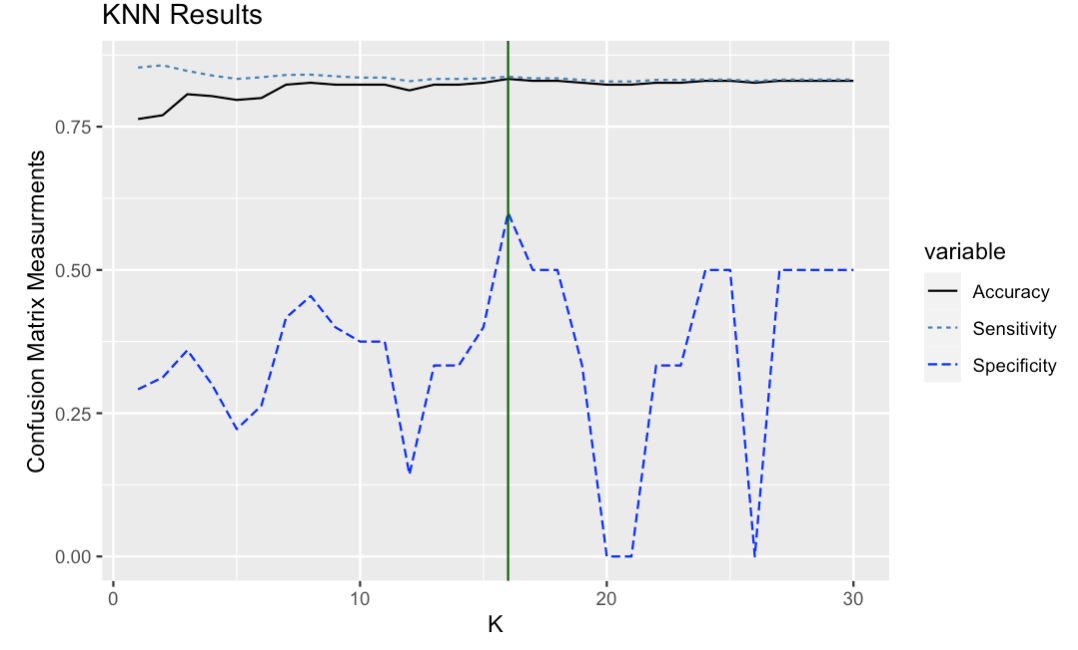 KNN Results
Confusion Matrix Measurments
0.75
0.50
0.25
0.00
0
10
20
30
K
variable
Accuracy
Sensitivity
Specificity